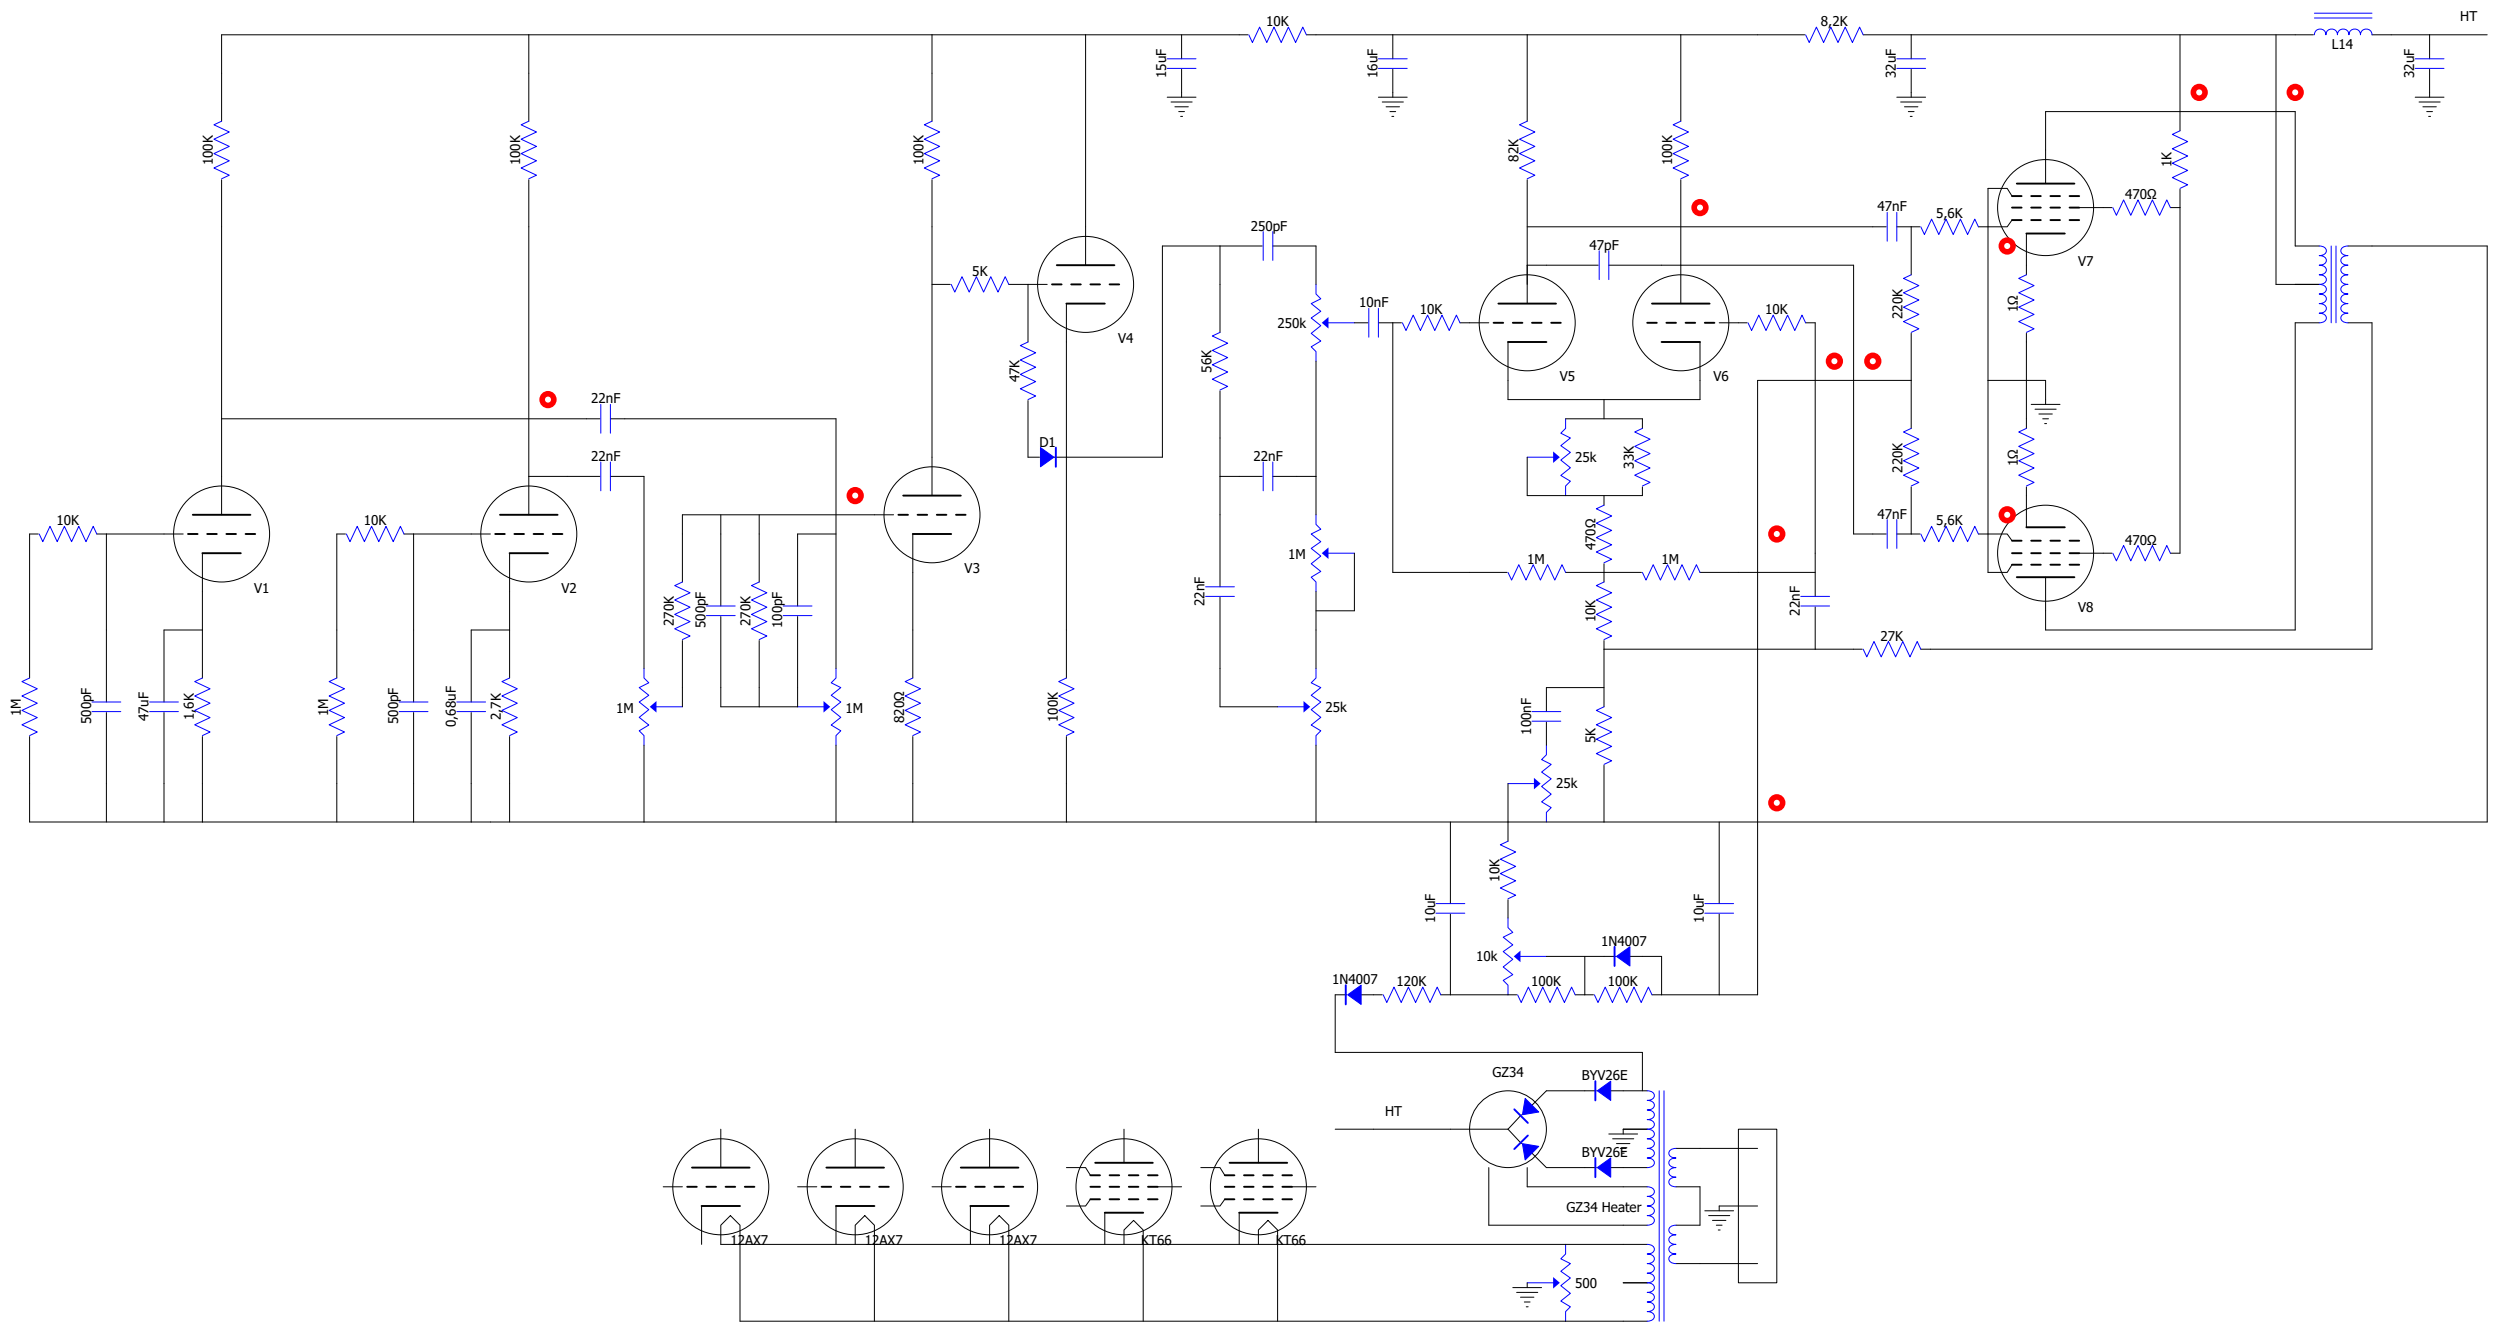 HT
10K
8,2K
L14
15uF
16uF
32uF
32uF
100K
100K
100K
82K
100K
1K
470Ω
47nF
5,6K
250pF
47pF
V7
5K
V4
250k
10nF
10K
10K
220K
1Ω
47K
56K
V5
V6
22nF
22nF
D1
22nF
25k
33K
220K
1Ω
10K
10K
V1
V2
V3
47nF
5,6K
470Ω
470Ω
1M
1M
1M
V8
270K
500pF
270K
100pF
22nF
10K
22nF
27K
1M
500pF
47uF
1,6K
1M
500pF
0,68uF
2,7K
1M
1M
820Ω
100K
25k
100nF
5K
25k
10K
10uF
10uF
10k
1N4007
1N4007
120K
100K
100K
GZ34
BYV26E
HT
BYV26E
GZ34 Heater
12AX7
12AX7
12AX7
KT66
KT66
500